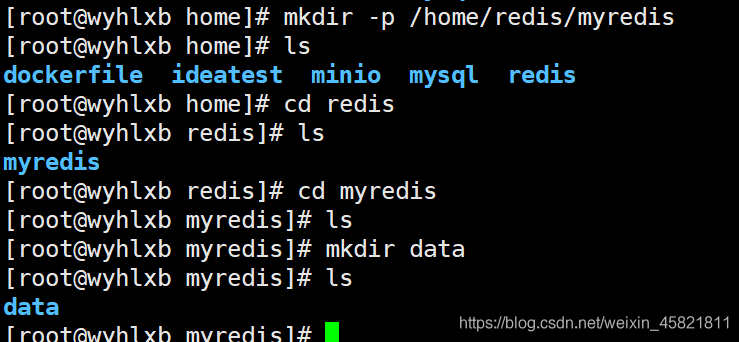 [root@wyhlxb home]# mkdir -p /home/redis/myredis
[root@wyhlxb home]# ls
dockerfile  ideatest  minio  mysql  redis
[root@wyhlxb home]# cd redis
[root@wyhlxb redis]# ls
myredis
[root@wyhlxb redis]# cd myredis
[root@wyhlxb myredis]# ls
[root@wyhlxb myredis]# mkdir data
[root@wyhlxb myredis]# ls
data
[root@wyhlxb myredis]#
https://blog.csdn.net/weixin_45821811